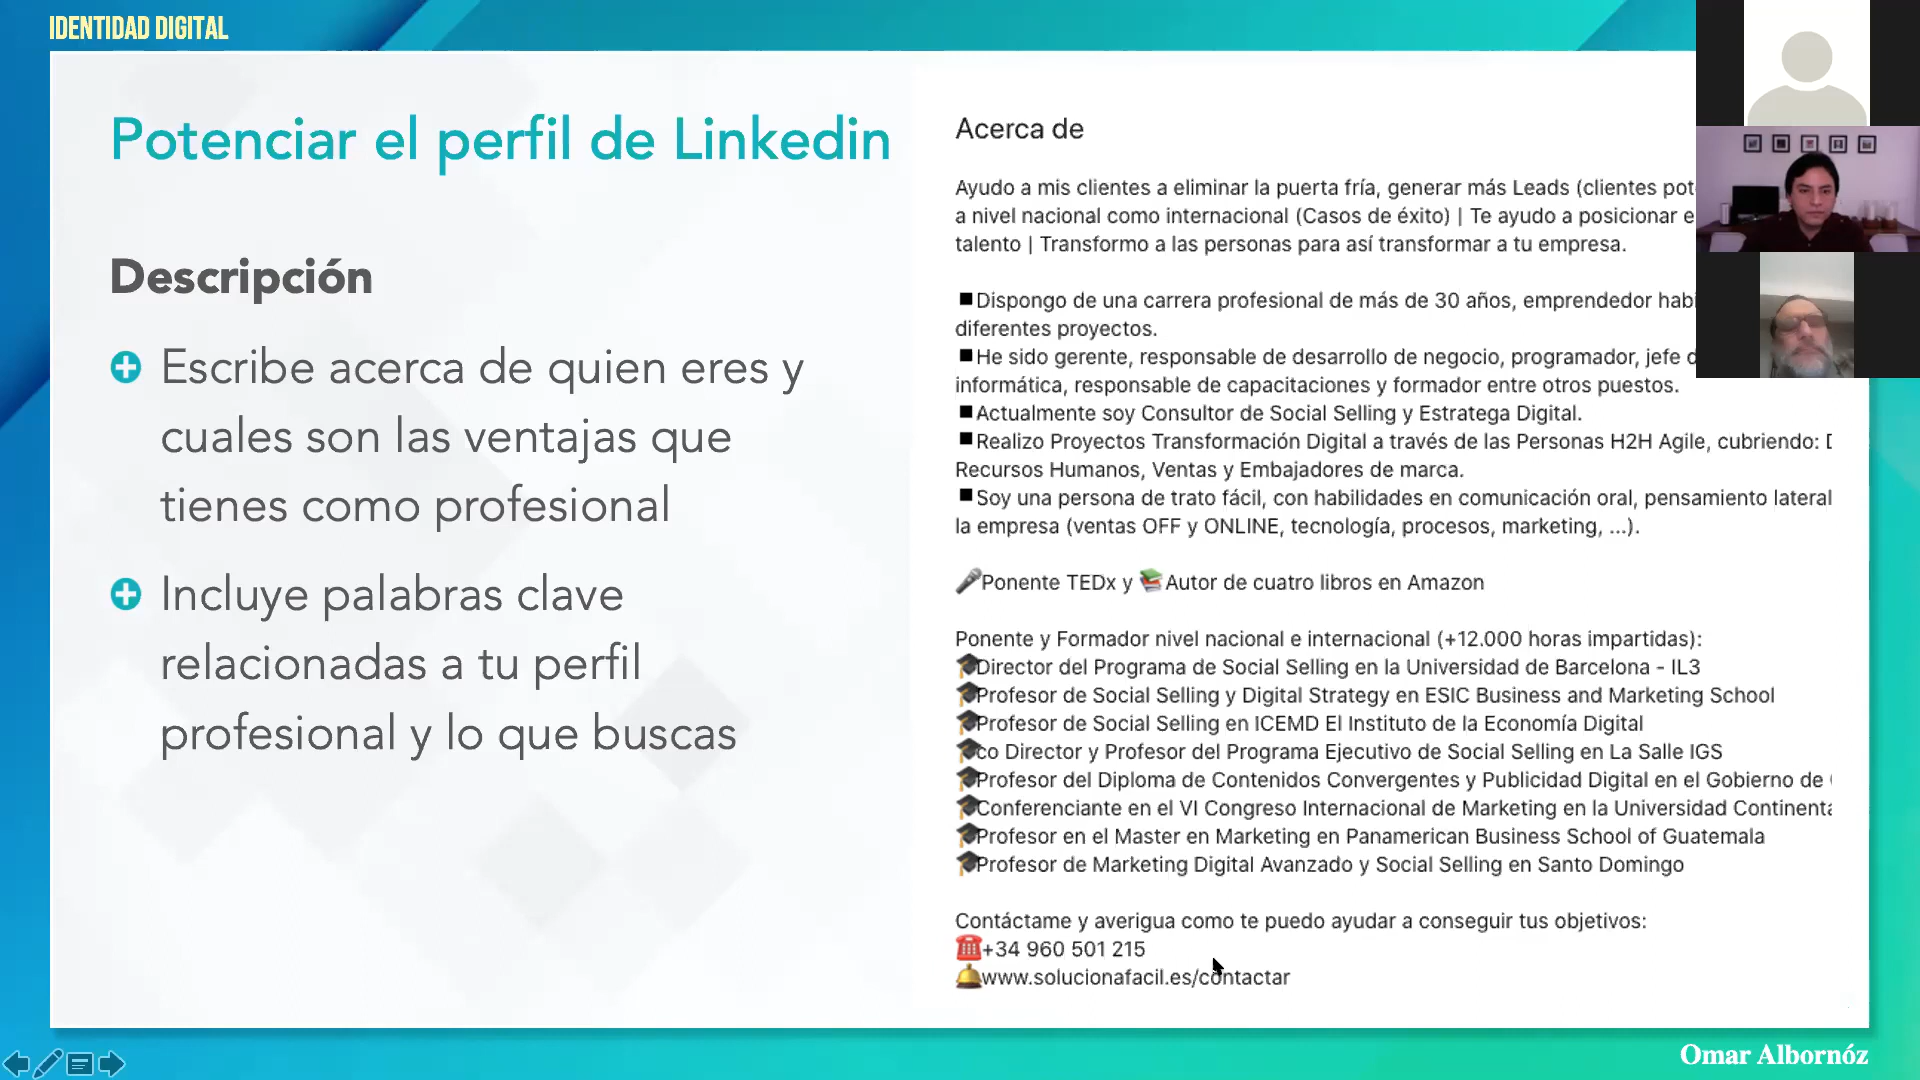 IDENTIDAD DIGITAL
Potenciar el perfil de Linkedin
Descripción
Escribe acerca de quien eres y
cuales son las ventajas que
tienes como profesional
Incluye palabras clave
relacionadas a tu perfil
profesional y lo que buscas
Acerca de
Ayudo a mis clientes a eliminar la puerta fría, generar más Leads (clientes
a nivel nacional como internacional (Casos de éxito) | Te ayudo a posicionar
talento | Transformo a las personas para así transformar a tu empresa.
■Dispongo de una carrera profesional de más de 30 años, emprendedor
diferentes proyectos.
■He sido gerente, responsable de desarrollo de negocio, programador, jefe
informática, responsable de capacitaciones y formador entre otros puestos.
■Actualmente soy Consultor de Social Selling y Estratega Digital.
■Realizo Proyectos Transformación Digital a través de las Personas H2H Agile, cubriendo:
Recursos Humanos, Ventas y Embajadores de marca.
■Soy una persona de trato fácil, con habilidades en comunicación oral, pensamiento lateral
la empresa (ventas OFF y ONLINE, tecnología, procesos, marketing, ...).
🎤Ponente TEDx y 📚Autor de cuatro libros en Amazon
Ponente y Formador nivel nacional e internacional (+12.000 horas impartidas):
🎓Director del Programa de Social Selling en la Universidad de Barcelona - IL3
🎓Profesor de Social Selling y Digital Strategy en ESIC Business and Marketing School
🎓Profesor de Social Selling en ICEMD El Instituto de la Economía Digital
🎓co Director y Profesor del Programa Ejecutivo de Social Selling en La Salle IGS
🎓Profesor del Diploma de Contenidos Convergentes y Publicidad Digital en el Gobierno de
🎓Conferenciante en el VI Congreso Internacional de Marketing en la Universidad
🎓Profesor en el Master en Marketing en Panamerican Business School of Guatemala
🎓Profesor de Marketing Digital Avanzado y Social Selling en Santo Domingo
Contáctame y averigua como te puedo ayudar a conseguir tus objetivos:
☎+34 960 501 215
🛎www.solucionafacil.es/contactar
Omar Albornóz